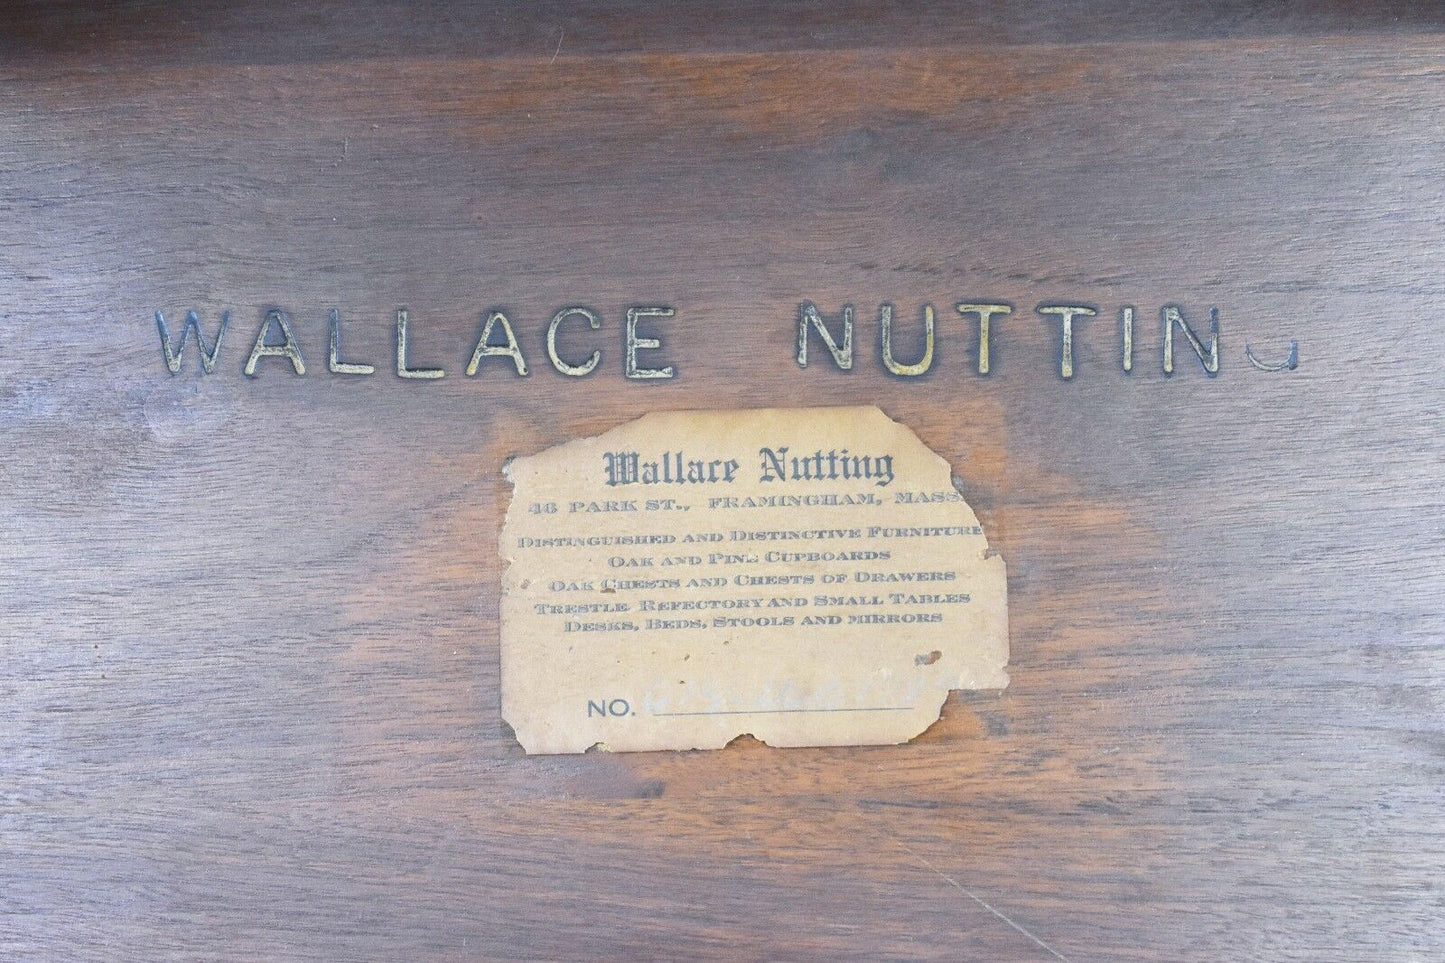 WALLACE NUTTING
Wallace Nutting
46 PARK ST., FRAMINGHAM, MASS.
DISTINGUISHED AND DISTINCTIVE FURNITURE
OAK AND PINE CUPBOARDS
OAK CHESTS AND CHESTS OF DRAWERS
TRESTLE REFECTORY AND SMALL TABLES
DESKS, BEDS, STOOLS AND MIRRORS
NO.